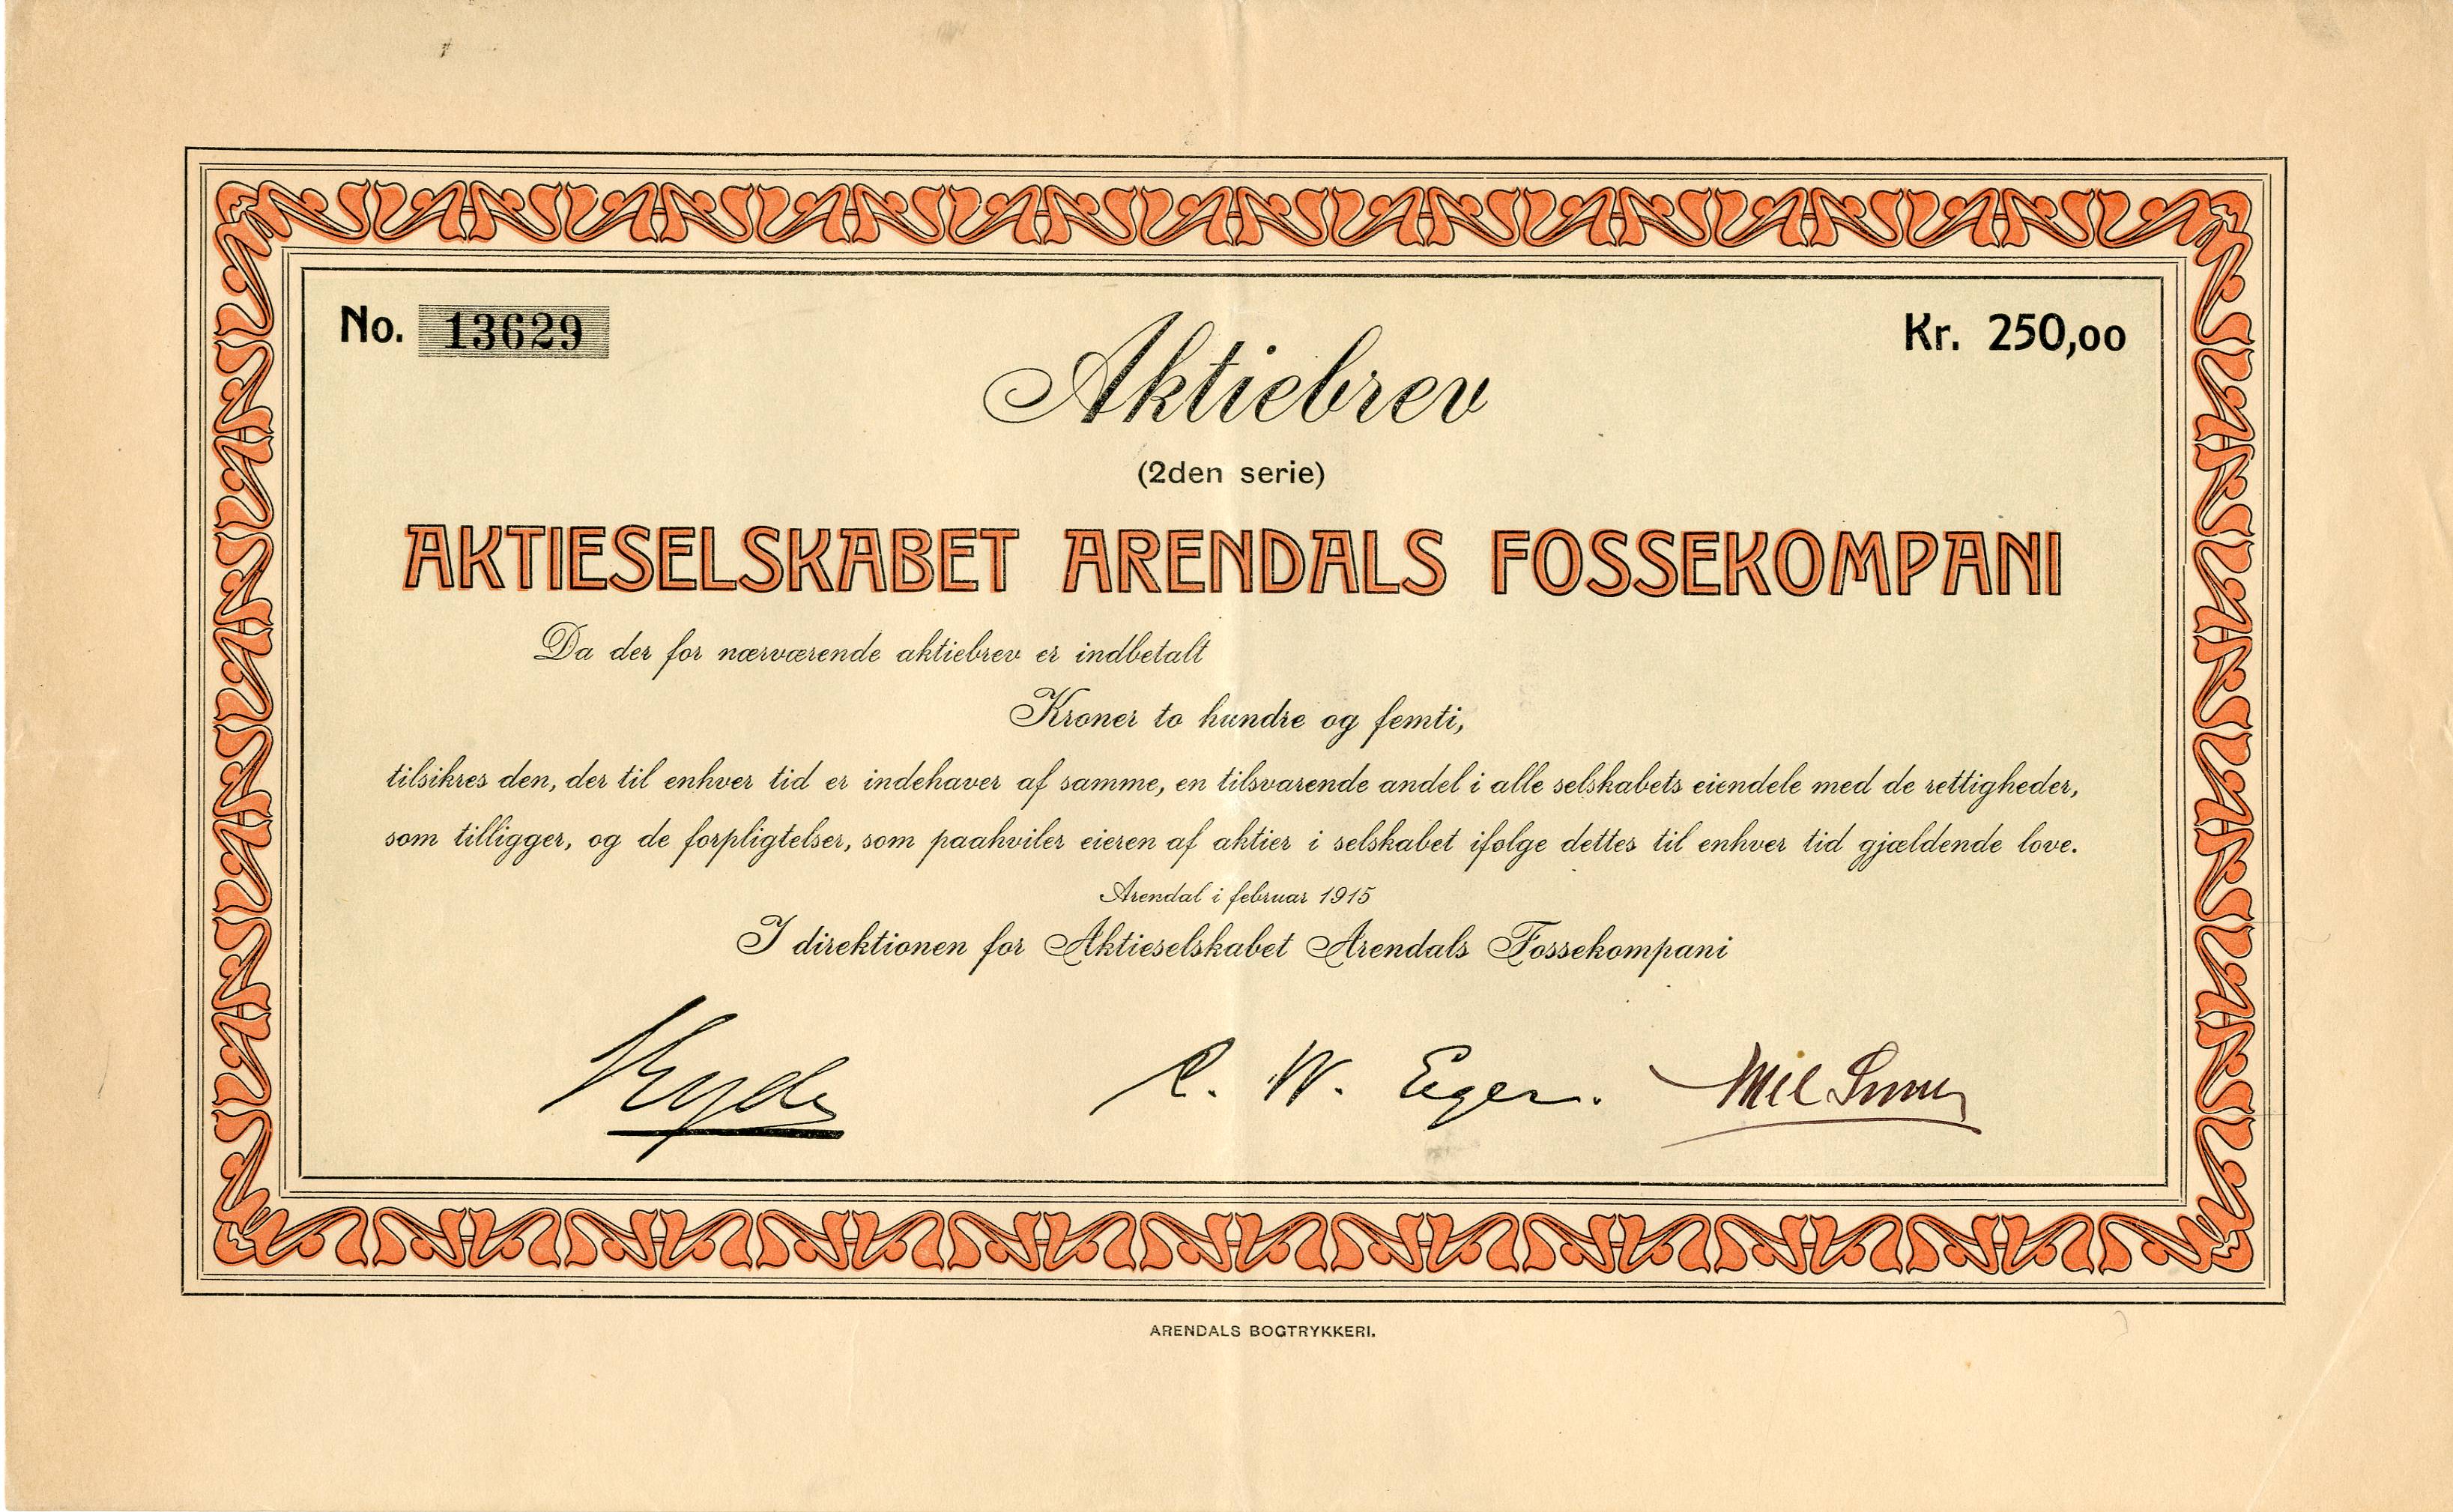 No. 13629
Kr. 250,00
Aktiebrev
(2den serie)
AKTIESELSKABET ARENDALS FOSSEKOMPANI
Da der for nærværende aktiebrev er indbetalt
Kroner to hundre og femti,
tilsikres den, der til enhver tid er indehaver af samme, en tilsvarende andel i alle selskabets eiendele med de rettigheder,
som tilligger, og de forpligtelser, som paahviler eieren af aktier i selskabet ifølge dettes til enhver tid gjældende love.
Arendal i februar 1915
I direktionen for Aktieselskabet Arendals Fossekompani
C. W. Eger.
ARENDALS BOGTRYKKERI.